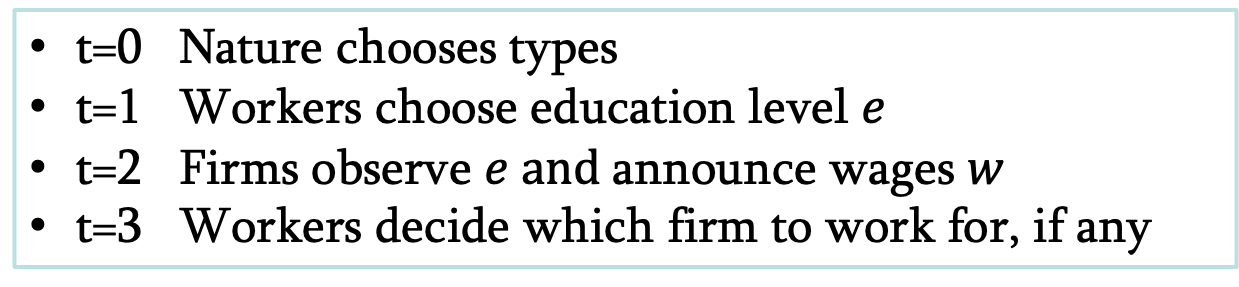 • t=0 Nature chooses types
• t=1 Workers choose education level e
• t=2 Firms observe e and announce wages w
• t=3 Workers decide which firm to work for, if any